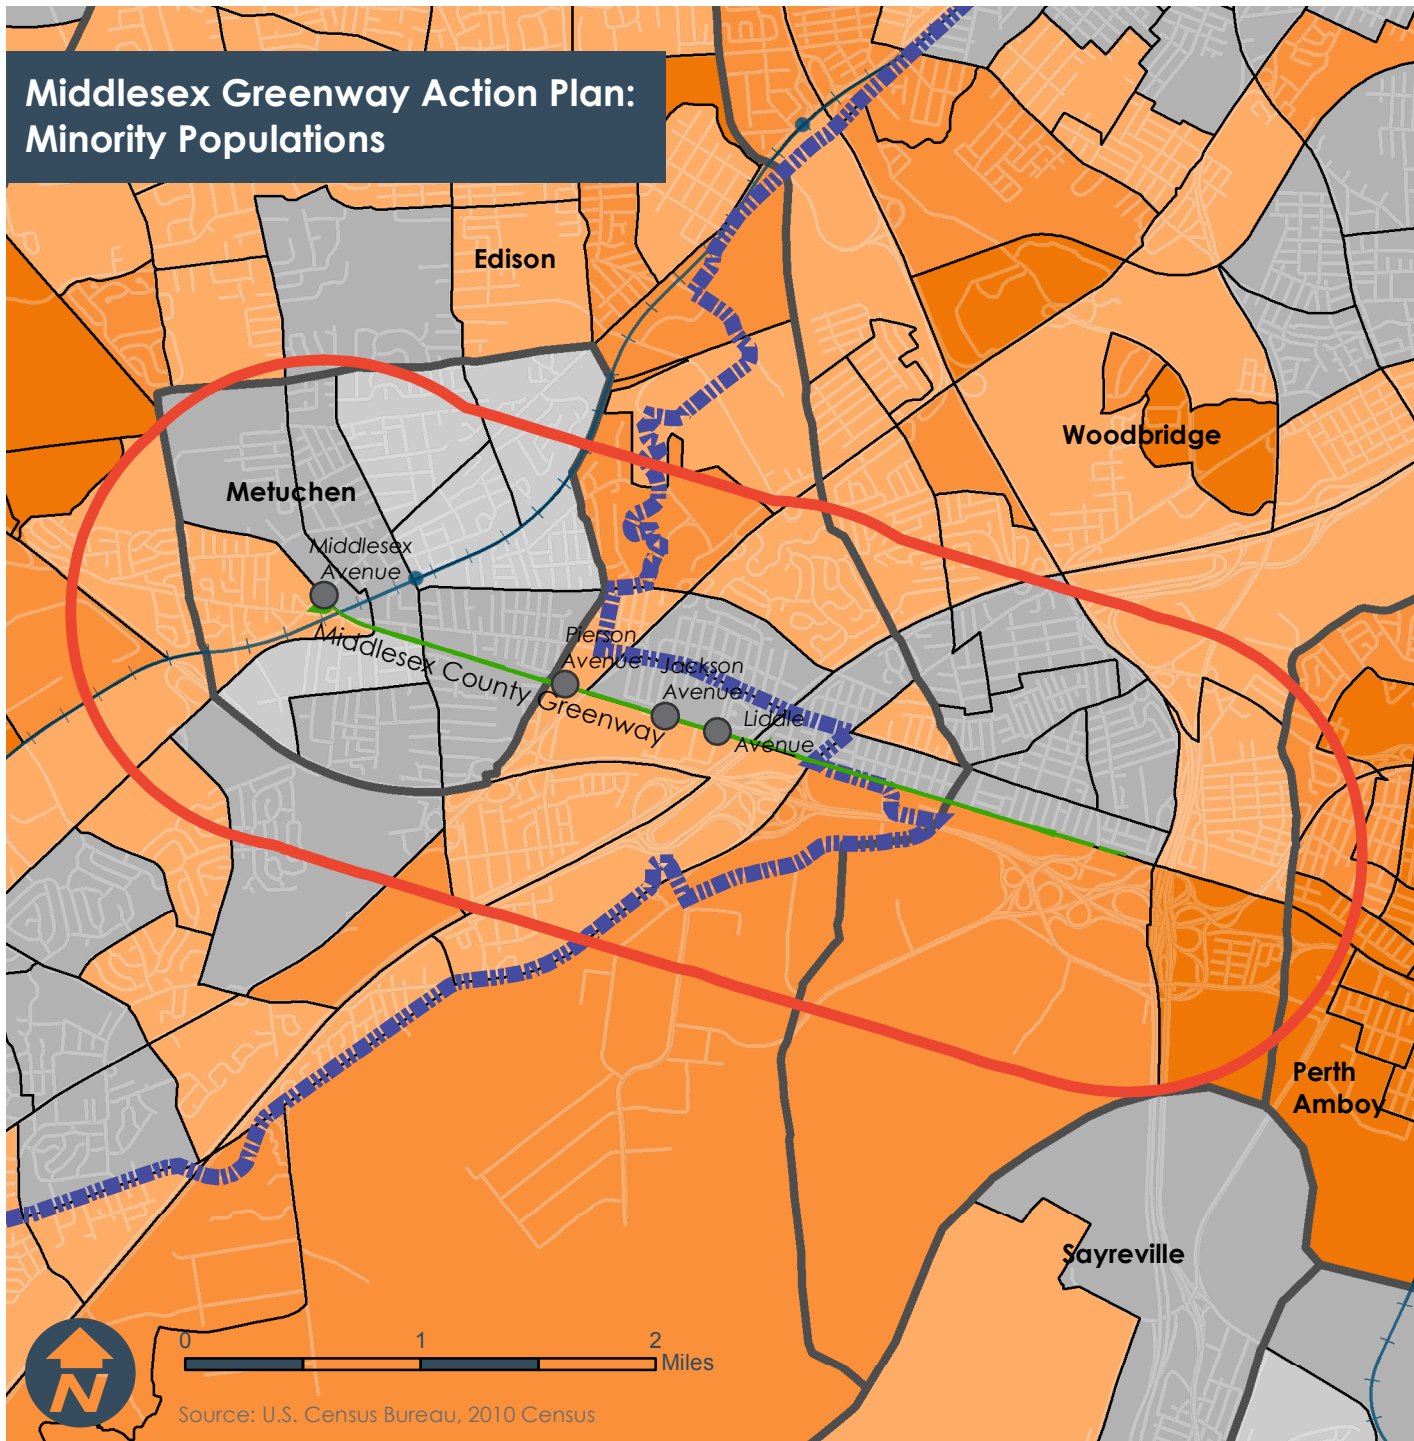 Middlesex Greenway Action Plan:
Minority Populations
Edison
Woodbridge
Metuchen
Middlesex
Avenue
Middlesex County Greenway
Pierson
Avenue
Jackson
Avenue
Liddle
Avenue
Perth
Amboy
Sayreville
0 1 2
Miles
N
Source: U.S. Census Bureau, 2010 Census